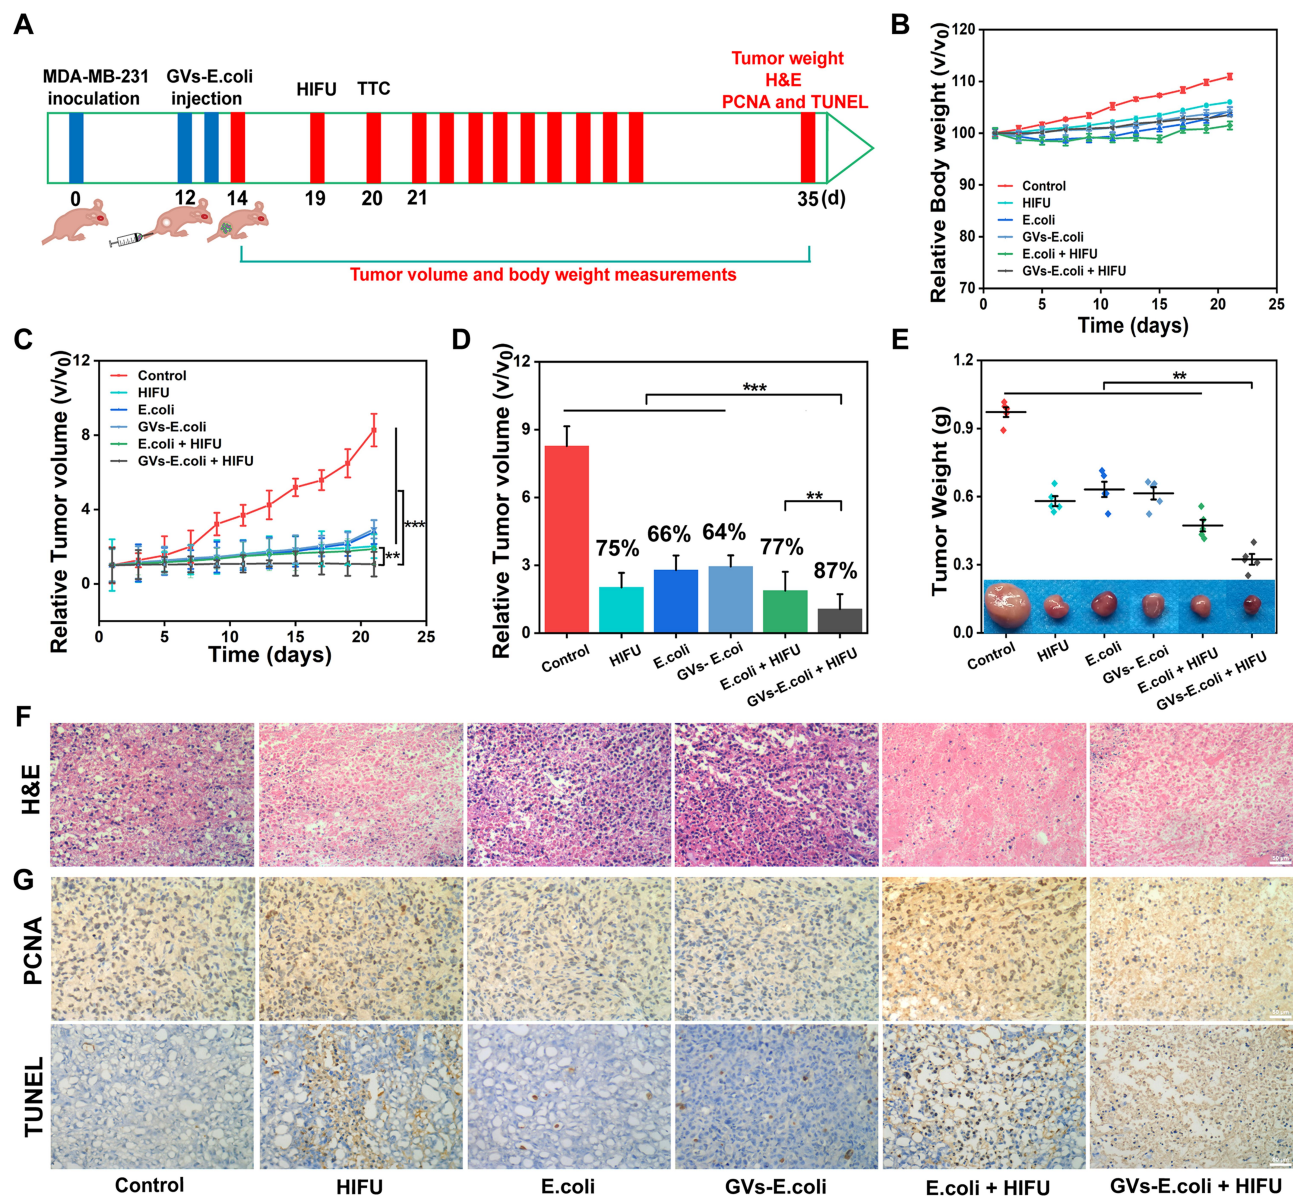 A
MDA-MB-231
inoculation
GVs-E.coli
injection
HIFU
TTC
Tumor weight
H&E
PCNA and TUNEL
0
12
14
19
20
21
35(d)
Tumor volume and body weight measurements
B
Relative Body weight (v/v0)
120
110
100
90
80
70
Control
HIFU
E.coli
GVs-E.coli
E.coli + HIFU
GVs-E.coli + HIFU
0 5 10 15 20 25
Time (days)
C
Relative Tumor volume (v/v0)
12
8
4
0
Control
HIFU
E.coli
GVs-E.coli
E.coli + HIFU
GVs-E.coli + HIFU
***
**
0 5 10 15 20 25
Time (days)
D
Relative Tumor volume (v/v0)
12
9
6
3
0
***
**
75%
66%
64%
77%
87%
Control
HIFU
E.coli
GVs- E.coi
E.coli + HIFU
GVs-E.coli + HIFU
E
Tumor Weight (g)
1.2
0.9
0.6
0.3
0.0
**
Control
HIFU
E.coli
GVs- E.coi
E.coli + HIFU
GVs-E.coli + HIFU
F
H&E
50 μm
G
PCNA
TUNEL
Control
HIFU
E.coli
GVs-E.coli
E.coli + HIFU
GVs-E.coli + HIFU